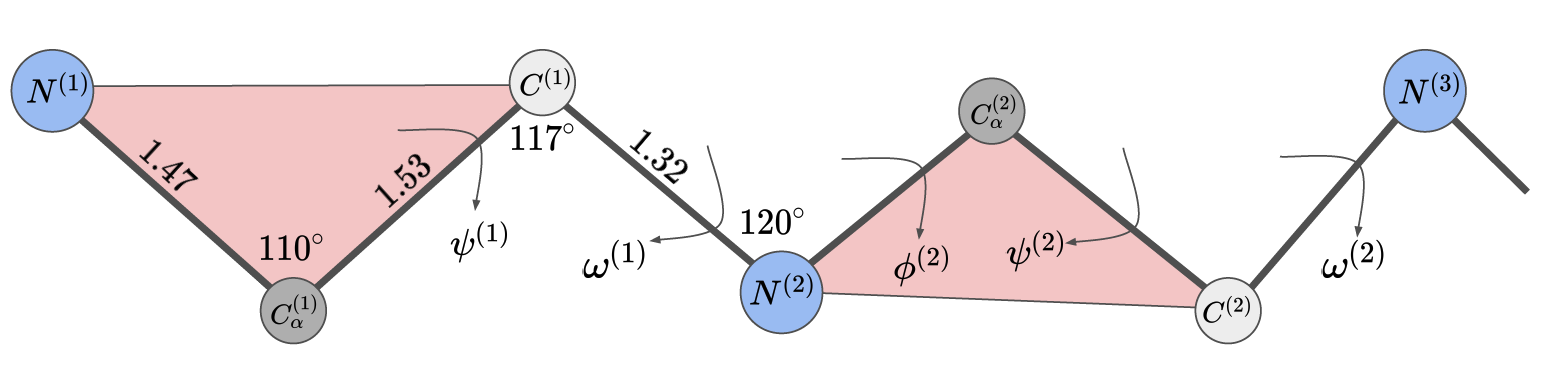 N^(1)
C^(1)
C_α^(2)
N^(3)
117°
1.47
1.53
1.32
110°
120°
ψ^(1)
ω^(1)
ϕ^(2)
ψ^(2)
ω^(2)
C_α^(1)
N^(2)
C^(2)